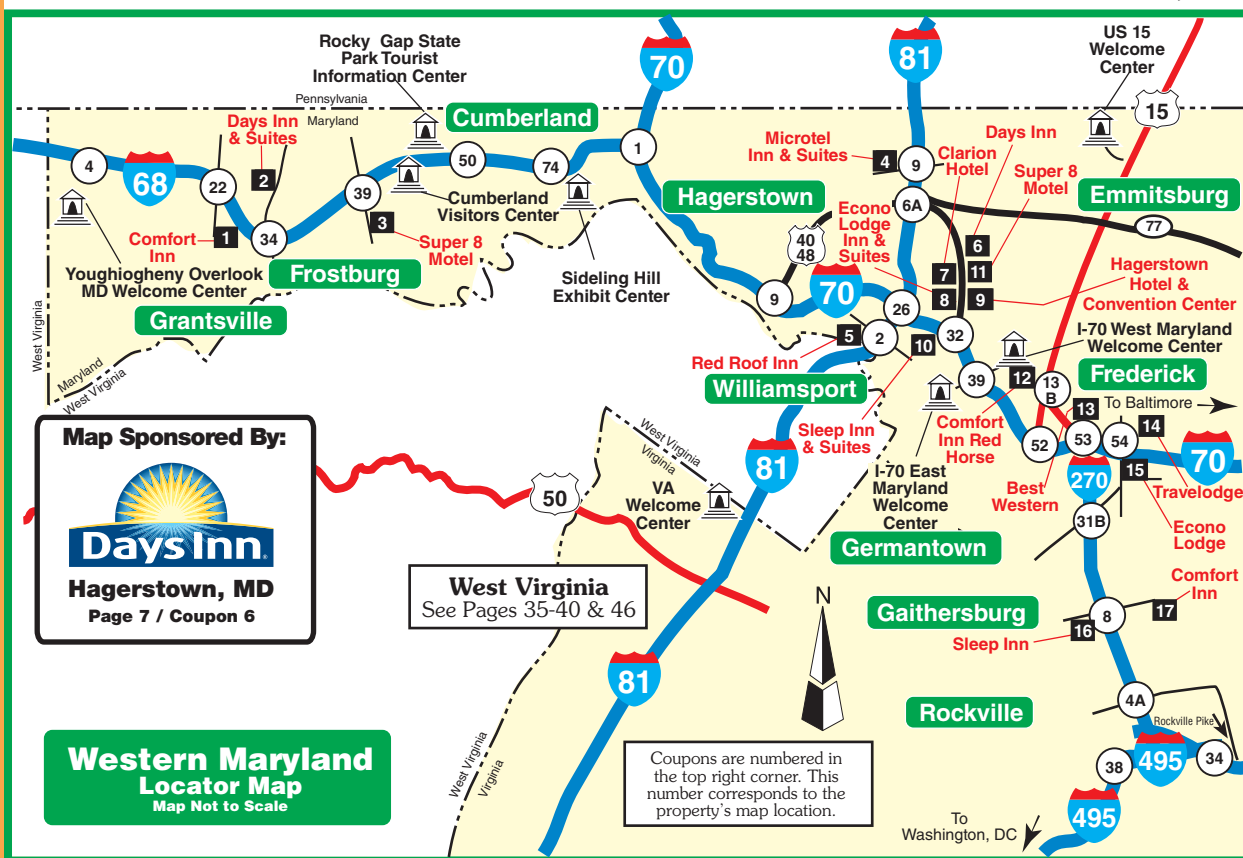 Rocky Gap State
Park Tourist
Information Center
Pennsylvania
Maryland
Cumberland
70
81
US 15
Welcome
Center
15
Days Inn
& Suites
2
4
68
22
34
39
50
74
1
Comfort
Inn
1
3
Super 8
Motel
Cumberland
Visitors Center
Sideling Hill
Exhibit Center
Youghiogheny Overlook
MD Welcome Center
Frostburg
Grantsville
West Virginia
Maryland
West Virginia
Microtel
Inn & Suites
4
9
6A
Clarion
Hotel
Days Inn
Super 8
Motel
Emmitsburg
77
Hagerstown
40
48
Econo
Lodge
Inn &
Suites
6
7
11
8
9
Hagerstown
Hotel &
Convention Center
9
70
26
2
32
5
10
Red Roof Inn
Williamsport
Sleep Inn
& Suites
I-70 West Maryland
Welcome Center
39
12
13
B
Frederick
To Baltimore
13
14
52
53
54
70
270
15
Travelodge
Comfort
Inn Red
Horse
Best
Western
Econo
Lodge
I-70 East
Maryland
Welcome
Center
31B
Germantown
Map Sponsored By:
Days Inn®
Hagerstown, MD
Page 7 / Coupon 6
50
West Virginia
Virginia
VA
Welcome
Center
81
West Virginia
See Pages 35-40 & 46
81
N
Gaithersburg
8
Comfort
Inn
17
16
Sleep Inn
Rockville
4A
Rockville Pike
34
38
495
495
To
Washington, DC
West Virginia
Virginia
Western Maryland
Locator Map
Map Not to Scale
Coupons are numbered in
the top right corner. This
number corresponds to the
property's map location.